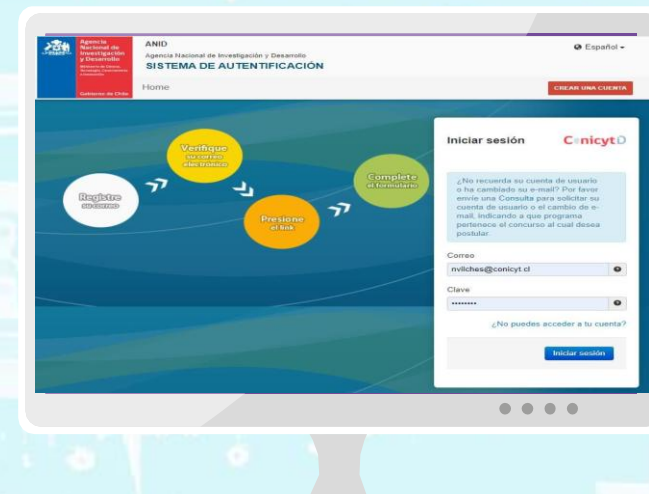 Agencia
Nacional de
Investigación
y Desarrollo
Gobierno de Chile
ANID
Agencia Nacional de Investigación y Desarrollo
SISTEMA DE AUTENTIFICACIÓN
Español
Home
CREAR UNA CUENTA
Registre
su correo
Verifique
su correo
electrónico
Presione
el link
Complete
el formulario
Iniciar sesión
Conicyt
¿No recuerda su cuenta de usuario
o ha cambiado su e-mail? Por favor
envíe una Consulta para solicitar su
cuenta de usuario o el cambio de e-
mail, indicando a que programa
pertenece el concurso al cual desea
postular.
Correo
nvilches@conicyt.cl
Clave
••••••••
¿No puedes acceder a tu cuenta?
Iniciar sesión